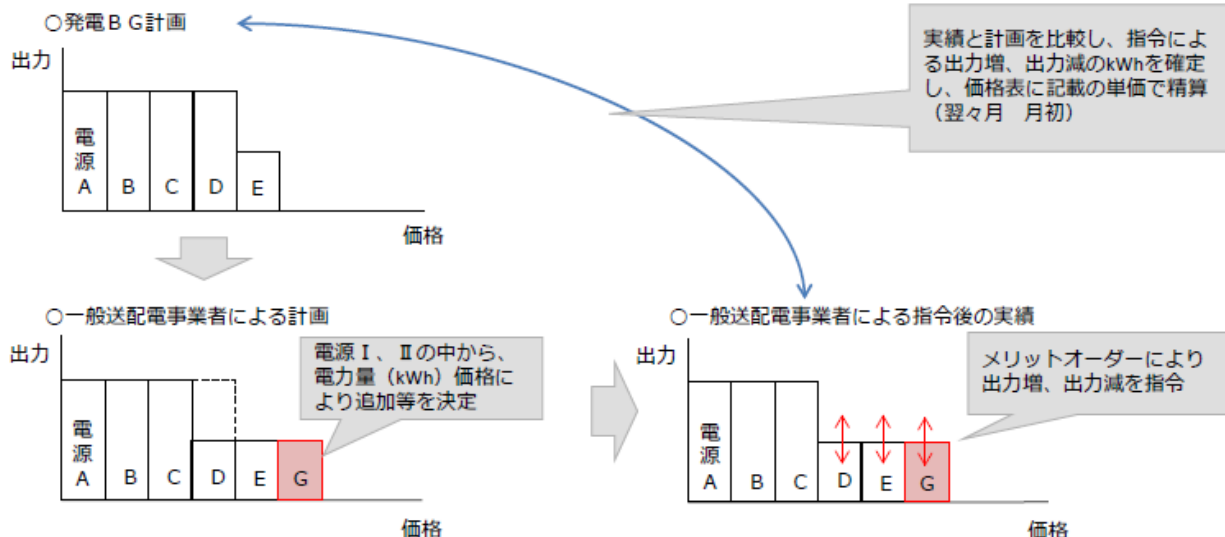 ○発電ＢＧ計画
出力
電
源
A
B
C
D
E
価格
実績と計画を比較し、指令によ
る出力増、出力減のkWhを確定
し、価格表に記載の単価で精算
（翌々月　月初）
○一般送配電事業者による計画
出力
電源Ⅰ、Ⅱの中から、
電力量（kWh）価格に
より追加等を決定
電
源
A
B
C
D
E
G
価格
○一般送配電事業者による指令後の実績
出力
メリットオーダーにより
出力増、出力減を指令
電
源
A
B
C
D
E
G
価格